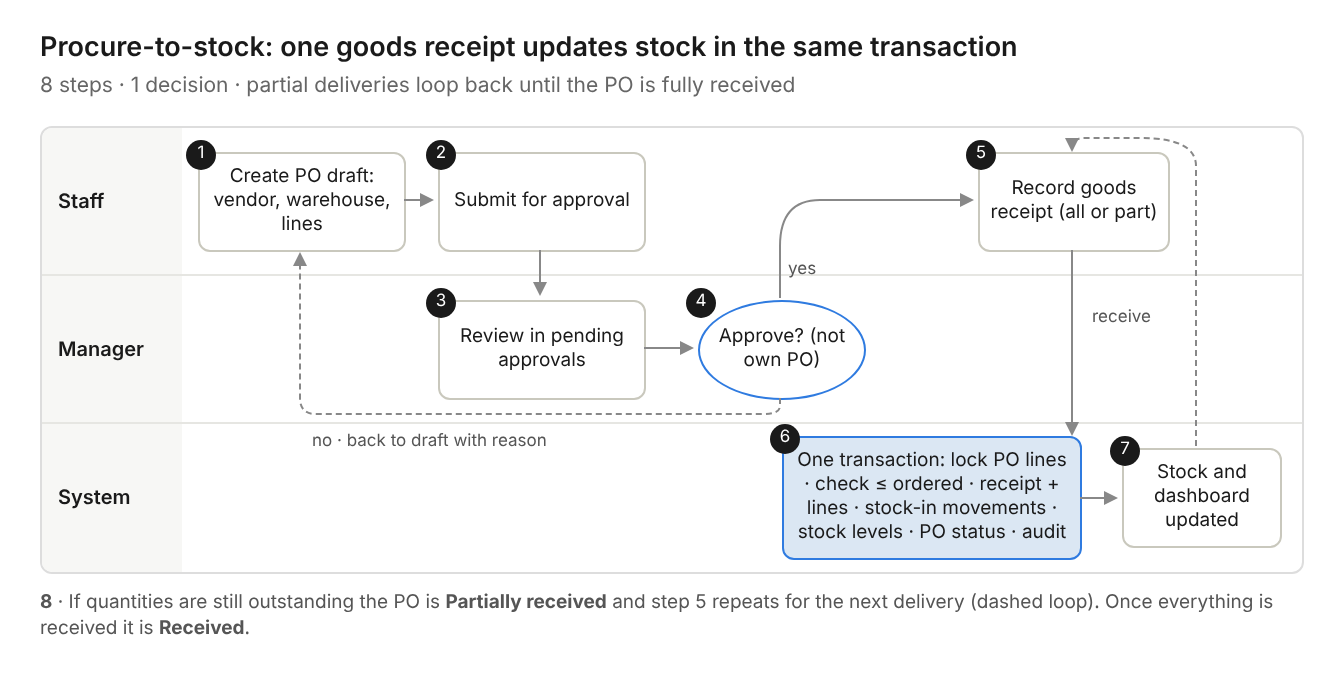 Procure-to-stock: one goods receipt updates stock in the same transaction
8 steps · 1 decision · partial deliveries loop back until the PO is fully received
Staff
1
Create PO draft:
vendor, warehouse,
lines
2
Submit for approval
5
Record goods
receipt (all or part)
yes
Manager
3
Review in pending
approvals
4
Approve? (not
own PO)
receive
no · back to draft with reason
System
6
One transaction: lock PO lines
· check ≤ ordered · receipt +
lines · stock-in movements ·
stock levels · PO status · audit
7
Stock and
dashboard
updated
8 · If quantities are still outstanding the PO is Partially received and step 5 repeats for the next delivery (dashed loop). Once everything is
received it is Received.